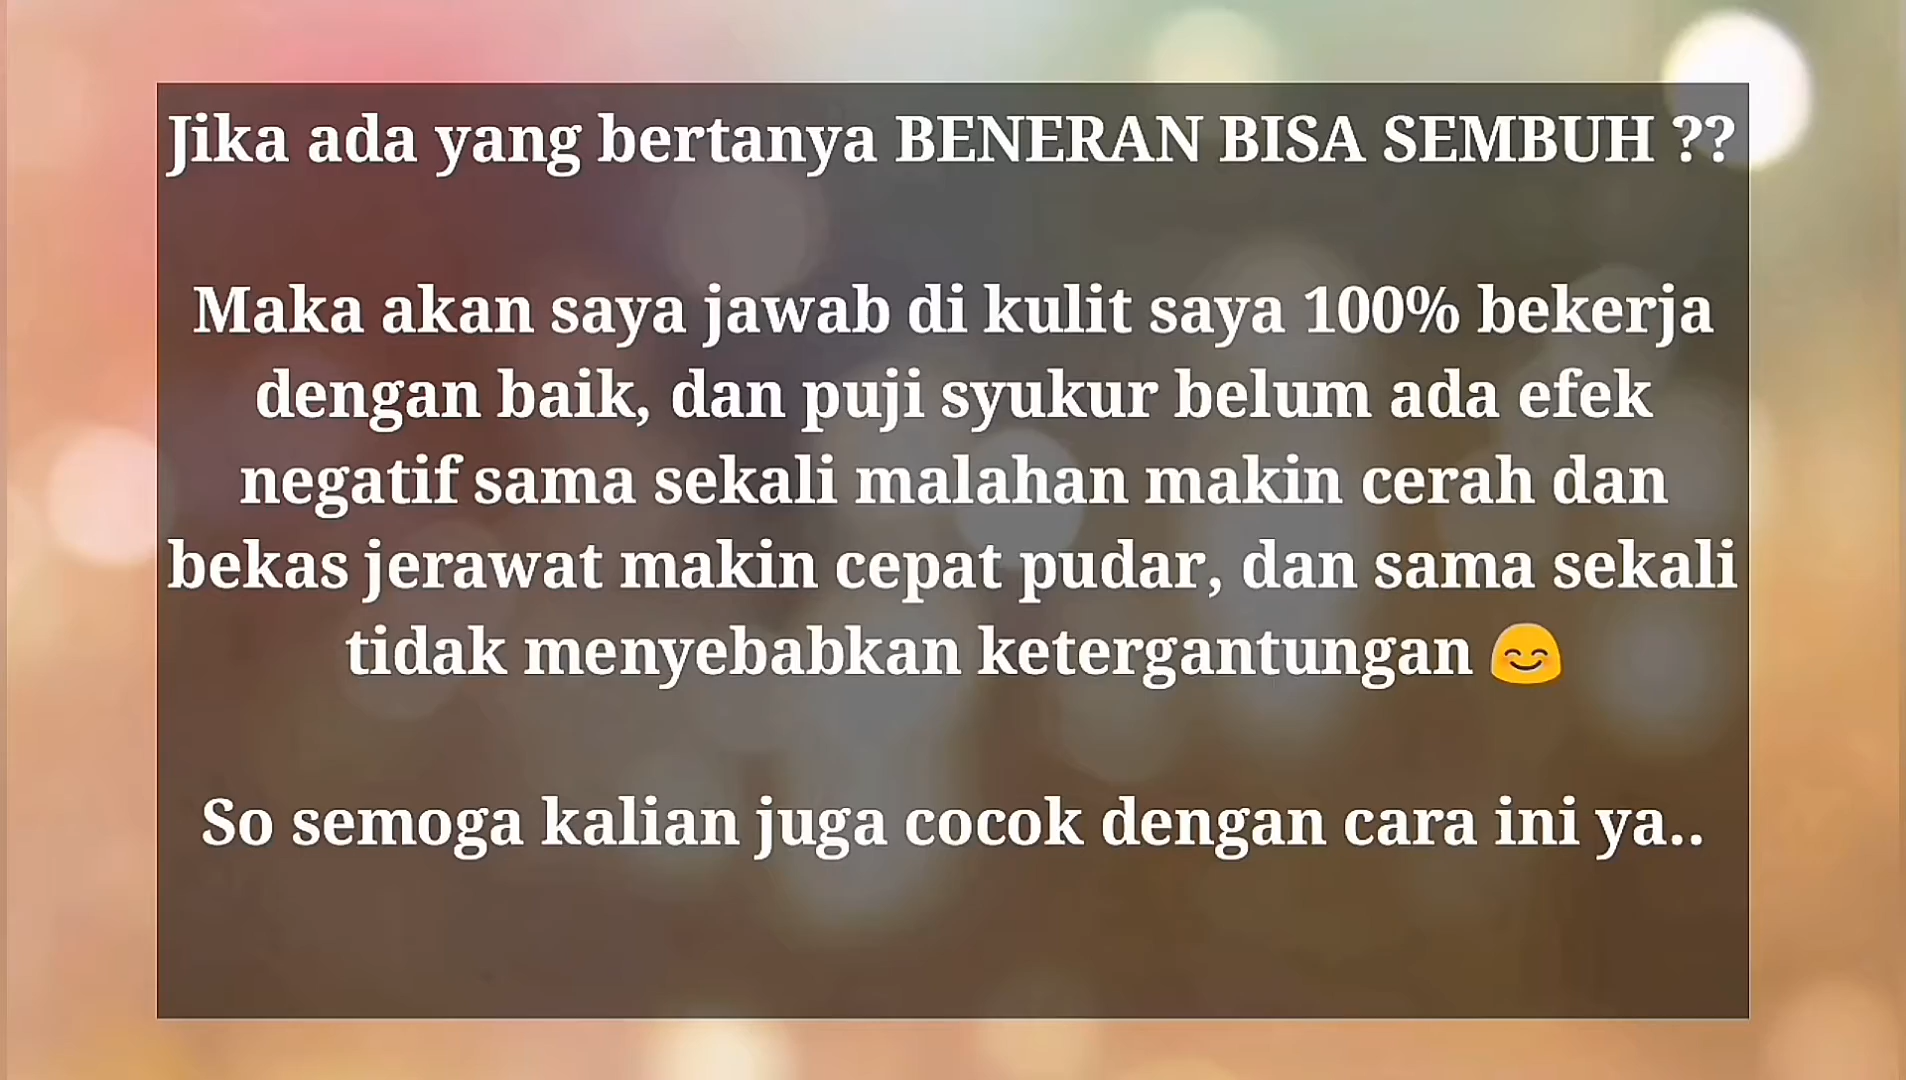 Jika ada yang bertanya BENERAN BISA SEMBUH ??
Maka akan saya jawab di kulit saya 100% bekerja
dengan baik, dan puji syukur belum ada efek
negatif sama sekali malahan makin cerah dan
bekas jerawat makin cepat pudar, dan sama sekali
tidak menyebabkan ketergantungan 😊
So semoga kalian juga cocok dengan cara ini ya..